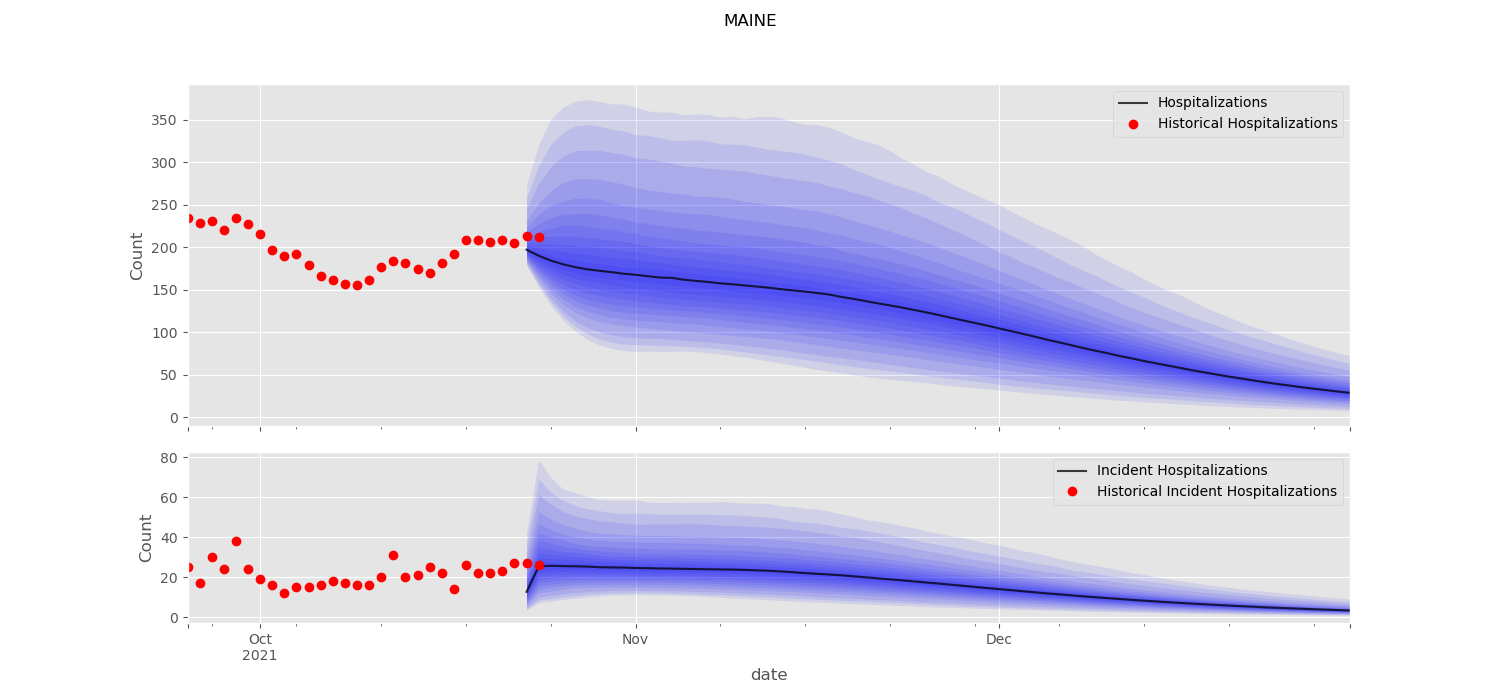 MAINE
Hospitalizations
Historical Hospitalizations
Count
350
300
250
200
150
100
50
0
Incident Hospitalizations
Historical Incident Hospitalizations
Count
80
60
40
20
0
Oct
2021
Nov
Dec
date